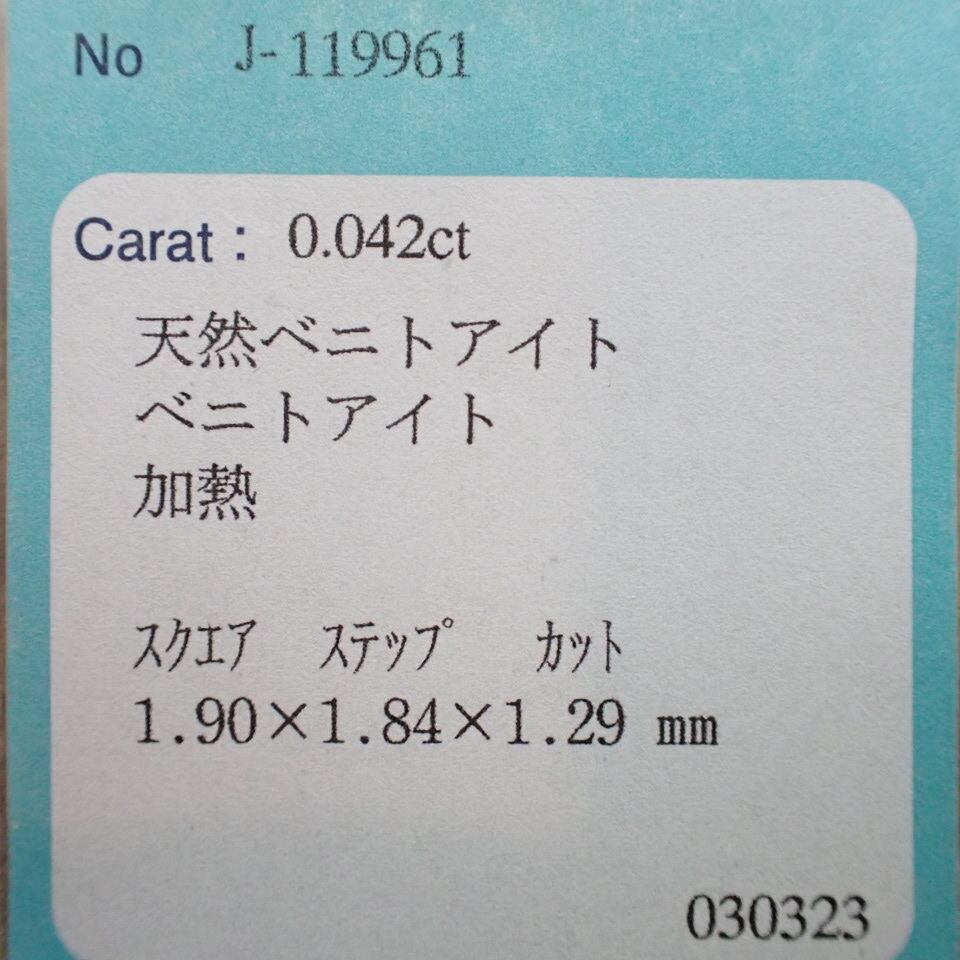 No J-119961
Carat : 0.042ct
天然ベニトアイト
ベニトアイト
加熱
ｽｸｴｱ ｽﾃｯﾌﾟ ｶｯﾄ
1.90×1.84×1.29 mm
030323